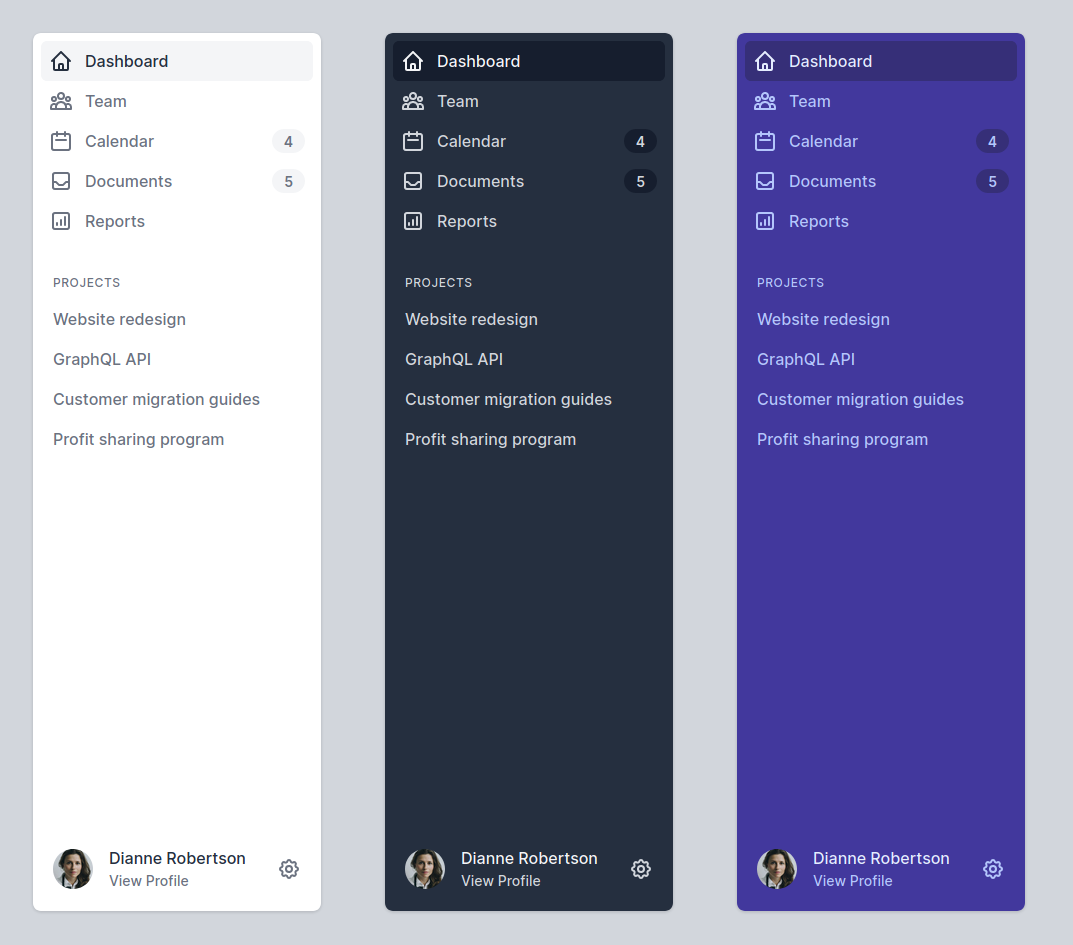 Dashboard
Team
Calendar 4
Documents 5
Reports
PROJECTS
Website redesign
GraphQL API
Customer migration guides
Profit sharing program
Dianne Robertson
View Profile
Dashboard
Team
Calendar 4
Documents 5
Reports
PROJECTS
Website redesign
GraphQL API
Customer migration guides
Profit sharing program
Dianne Robertson
View Profile
Dashboard
Team
Calendar 4
Documents 5
Reports
PROJECTS
Website redesign
GraphQL API
Customer migration guides
Profit sharing program
Dianne Robertson
View Profile